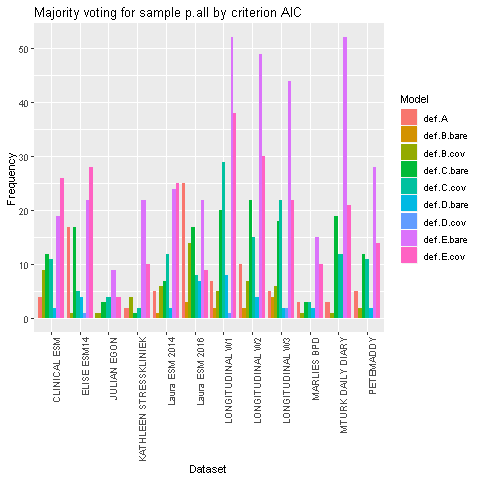 Majority voting for sample p.all by criterion AIC
Frequency
50
40
30
20
10
0
CLINICAL ESM
ELISE ESM14
JULIAN EGON
KATHLEEN STRESSKLINIEK
Laura ESM 2014
Laura ESM 2016
LONGITUDINAL W1
LONGITUDINAL W2
LONGITUDINAL W3
MARLIES BPD
MTURK DAILY DIARY
PETEMADDY
Dataset
Model
def.A
def.B.bare
def.B.cov
def.C.bare
def.C.cov
def.D.bare
def.D.cov
def.E.bare
def.E.cov